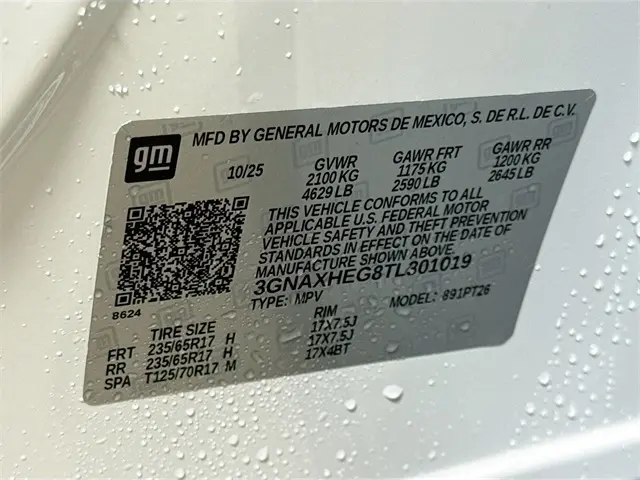 gm
MFD BY GENERAL MOTORS DE MEXICO, S. DE R.L. DE C.V.
10/25 GVWR GAWR FRT GAWR RR
2100 KG 1175 KG 1200 KG
4629 LB 2590 LB 2645 LB
THIS VEHICLE CONFORMS TO ALL
APPLICABLE U.S. FEDERAL MOTOR
VEHICLE SAFETY AND THEFT PREVENTION
STANDARDS IN EFFECT ON THE DATE OF
MANUFACTURE SHOWN ABOVE.
3GNAXHEG8TL301019
TYPE: MPV MODEL: 891PT26
8624
TIRE SIZE RIM
FRT 235/65R17 H 17X7.5J
RR 235/65R17 H 17X7.5J
SPA T125/70R17 M 17X4BT